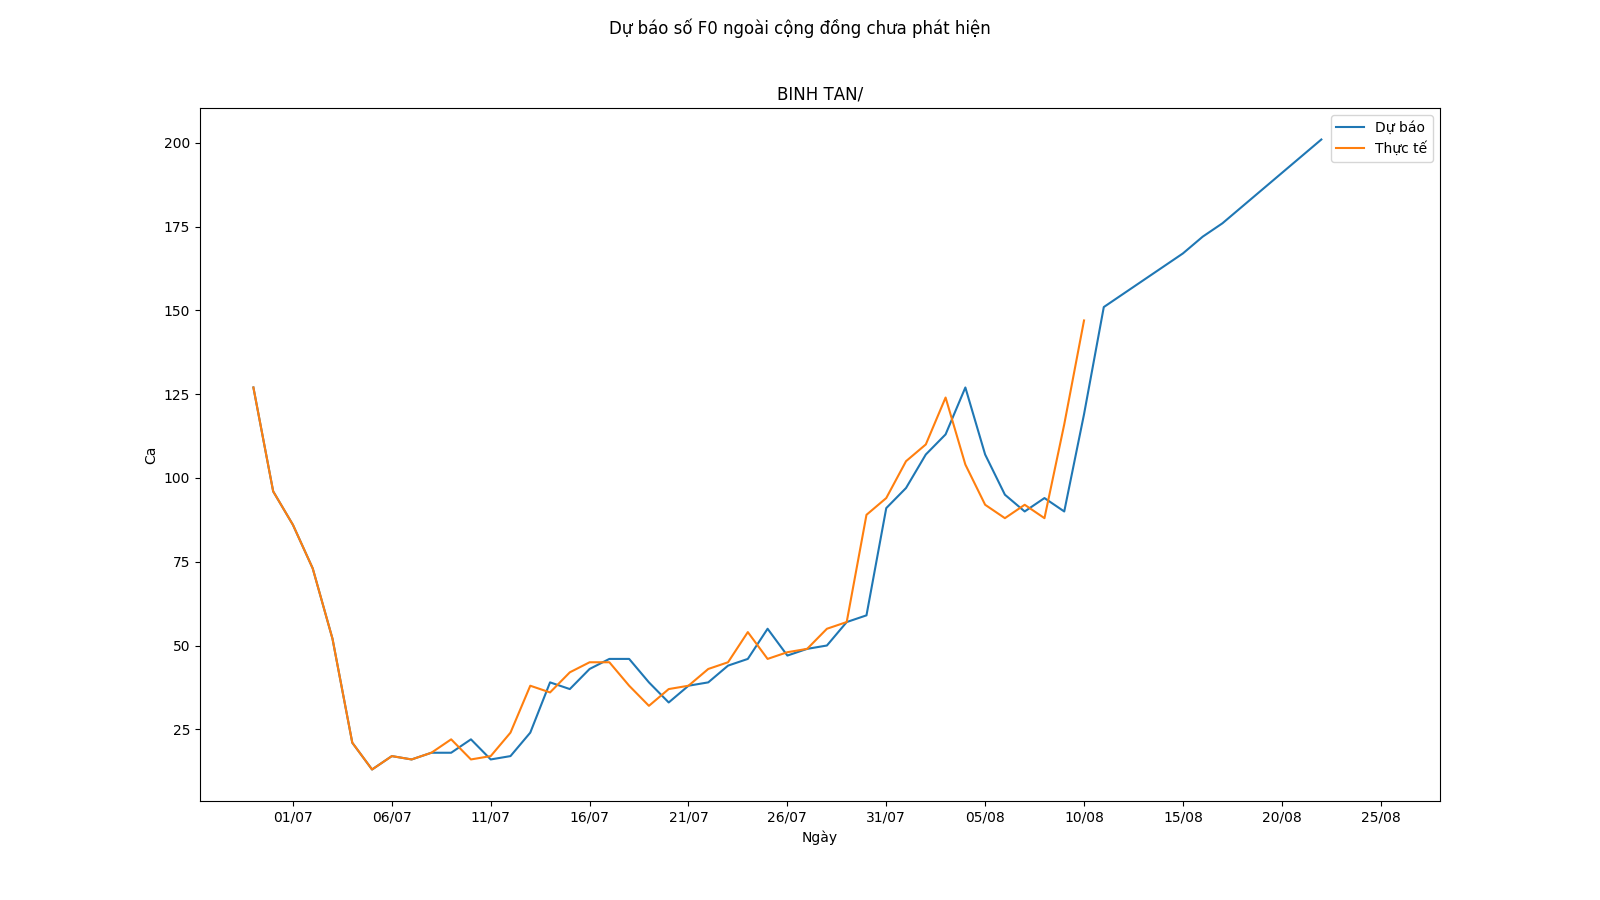 Dự báo số F0 ngoài cộng đồng chưa phát hiện
BINH TAN/
Dự báo
Thực tế
200
175
150
125
100
75
50
25
Ca
01/07 06/07 11/07 16/07 21/07 26/07 31/07 05/08 10/08 15/08 20/08 25/08
Ngày